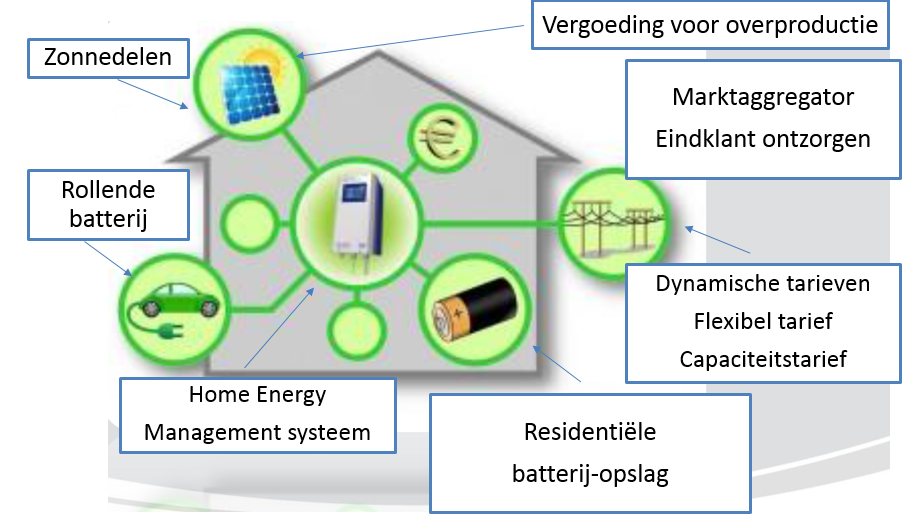 Vergoeding voor overproductie
Zonnedelen
Marktaggregator
Eindklant ontzorgen
Rollende
batterij
€
Dynamische tarieven
Flexibel tarief
Capaciteitstarief
Home Energy
Management systeem
Residentiële
batterij-opslag